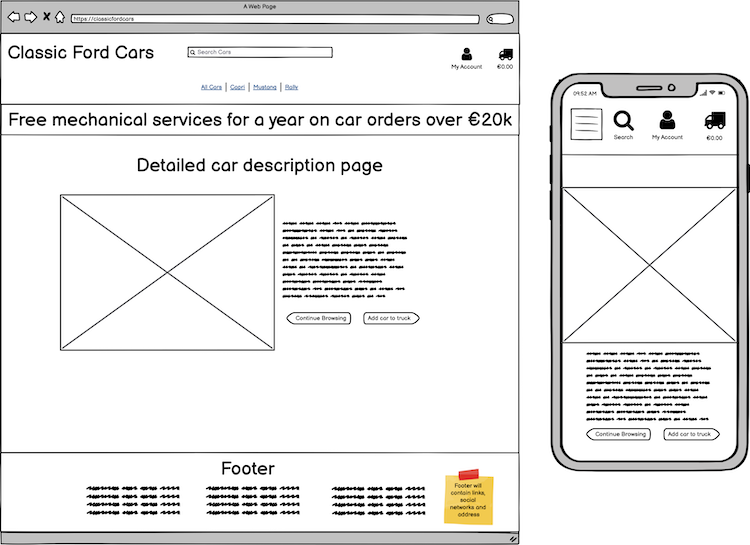 A Web Page
https://classicfordcars
Classic Ford Cars
Search Cars
My Account
€0.00
All Cars Capri Mustang Rally
Free mechanical services for a year on car orders over €20k
Detailed car description page
Continue Browsing
Add car to truck
Footer
Footer will
contain links,
social
networks and
address
09:52 AM
Search
My Account
€0.00
Continue Browsing
Add car to truck